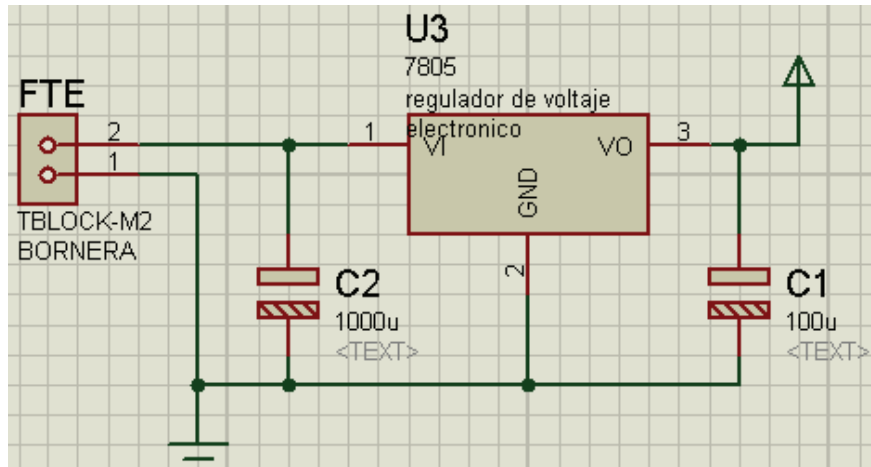 U3
7805
regulador de voltaje
electronico
FTE
2
1
TBLOCK-M2
BORNERA
1
VI
VO
3
GND
2
C2
1000u
<TEXT>
C1
100u
<TEXT>